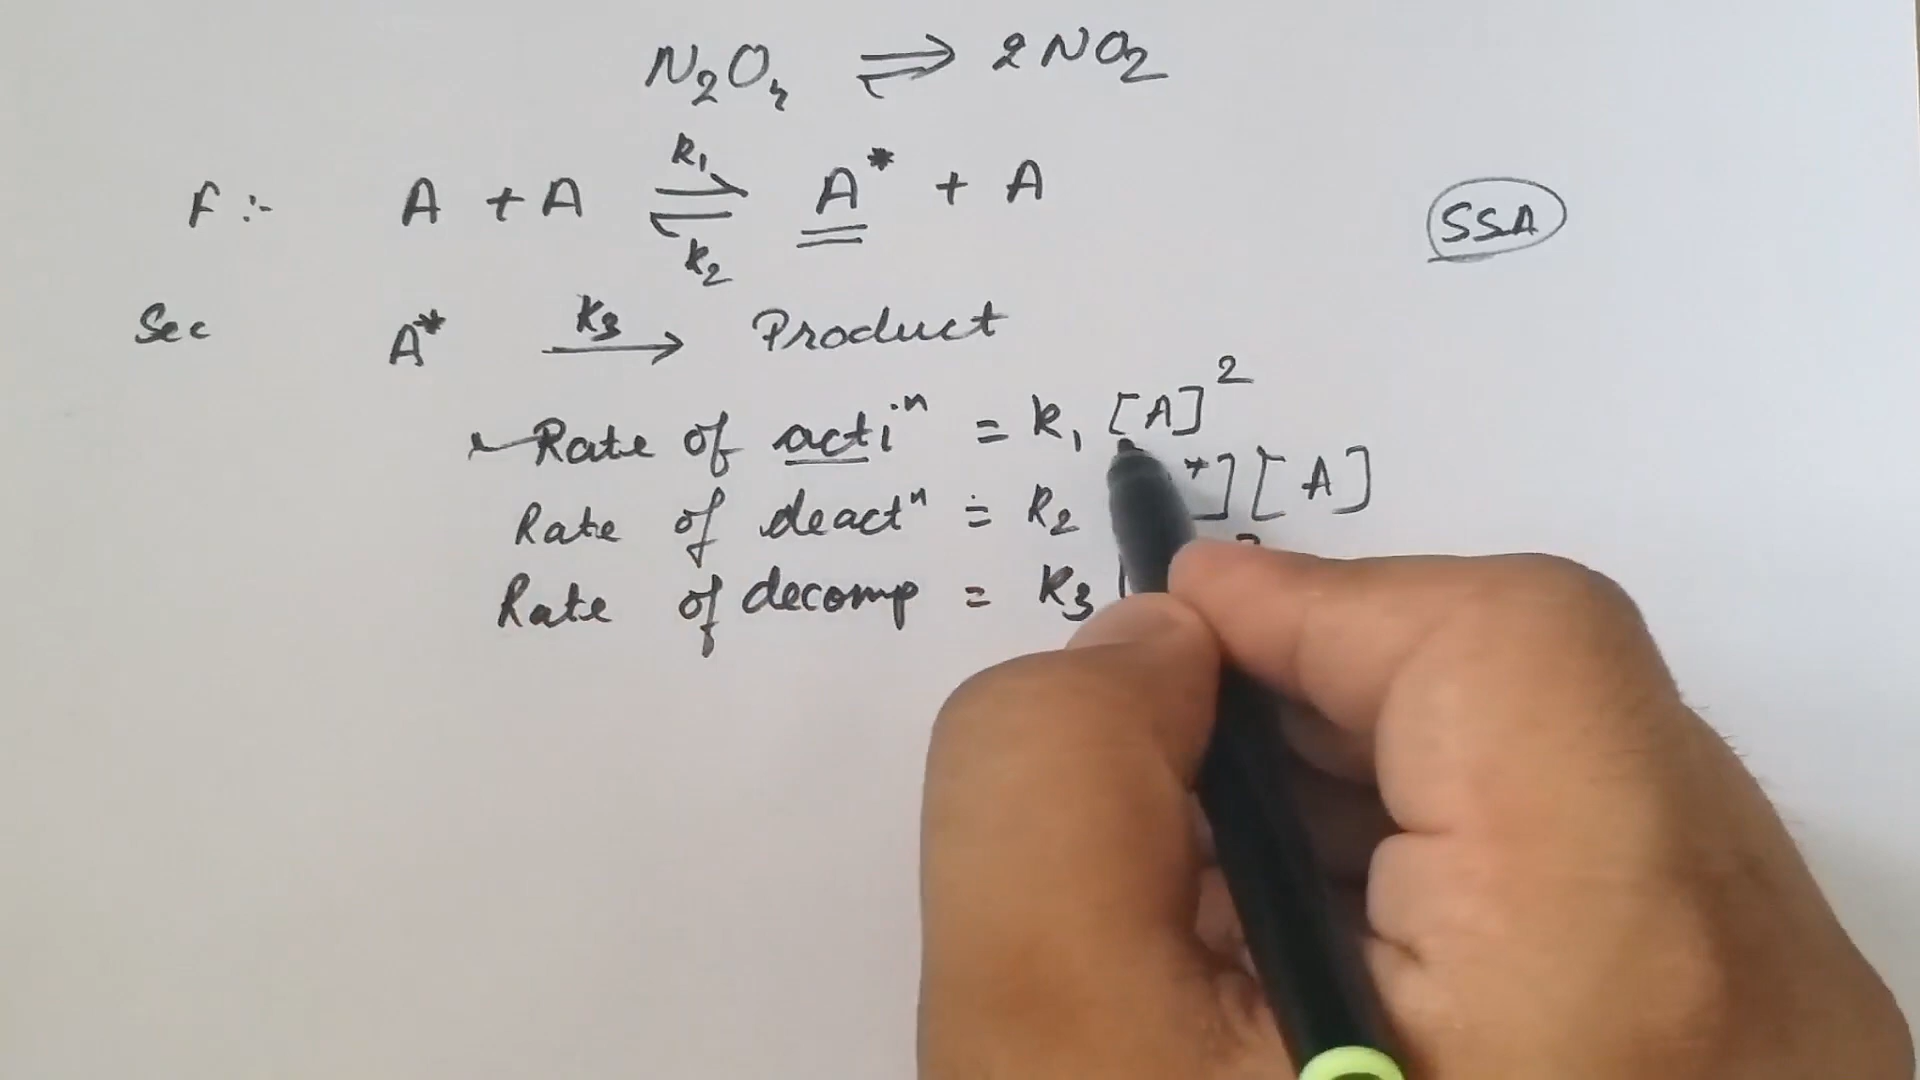 N₂O₄ ⇌ 2NO₂
F :- A + A ⇌ A* + A
k₁
k₂
SSA
Sec A* → Product
k₃
Rate of actiⁿ = k₁ [A]²
Rate of deactⁿ = k₂ *][A]
Rate of decomp = k₃ [